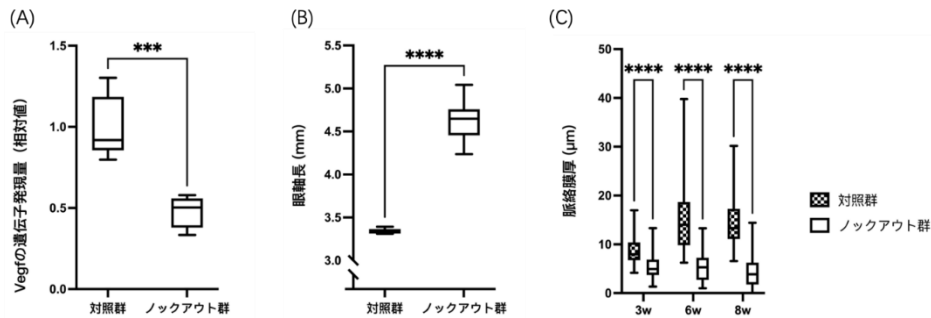 (A)
Vegfの遺伝子発現量（相対値）
1.5
1.0
0.5
0.0
***
対照群
ノックアウト群
(B)
眼軸長 (mm)
5.5
5.0
4.5
4.0
3.5
3.0
****
対照群
ノックアウト群
(C)
脈絡膜厚 (μm)
50
40
30
20
10
0
**** **** ****
3w 6w 8w
対照群
ノックアウト群